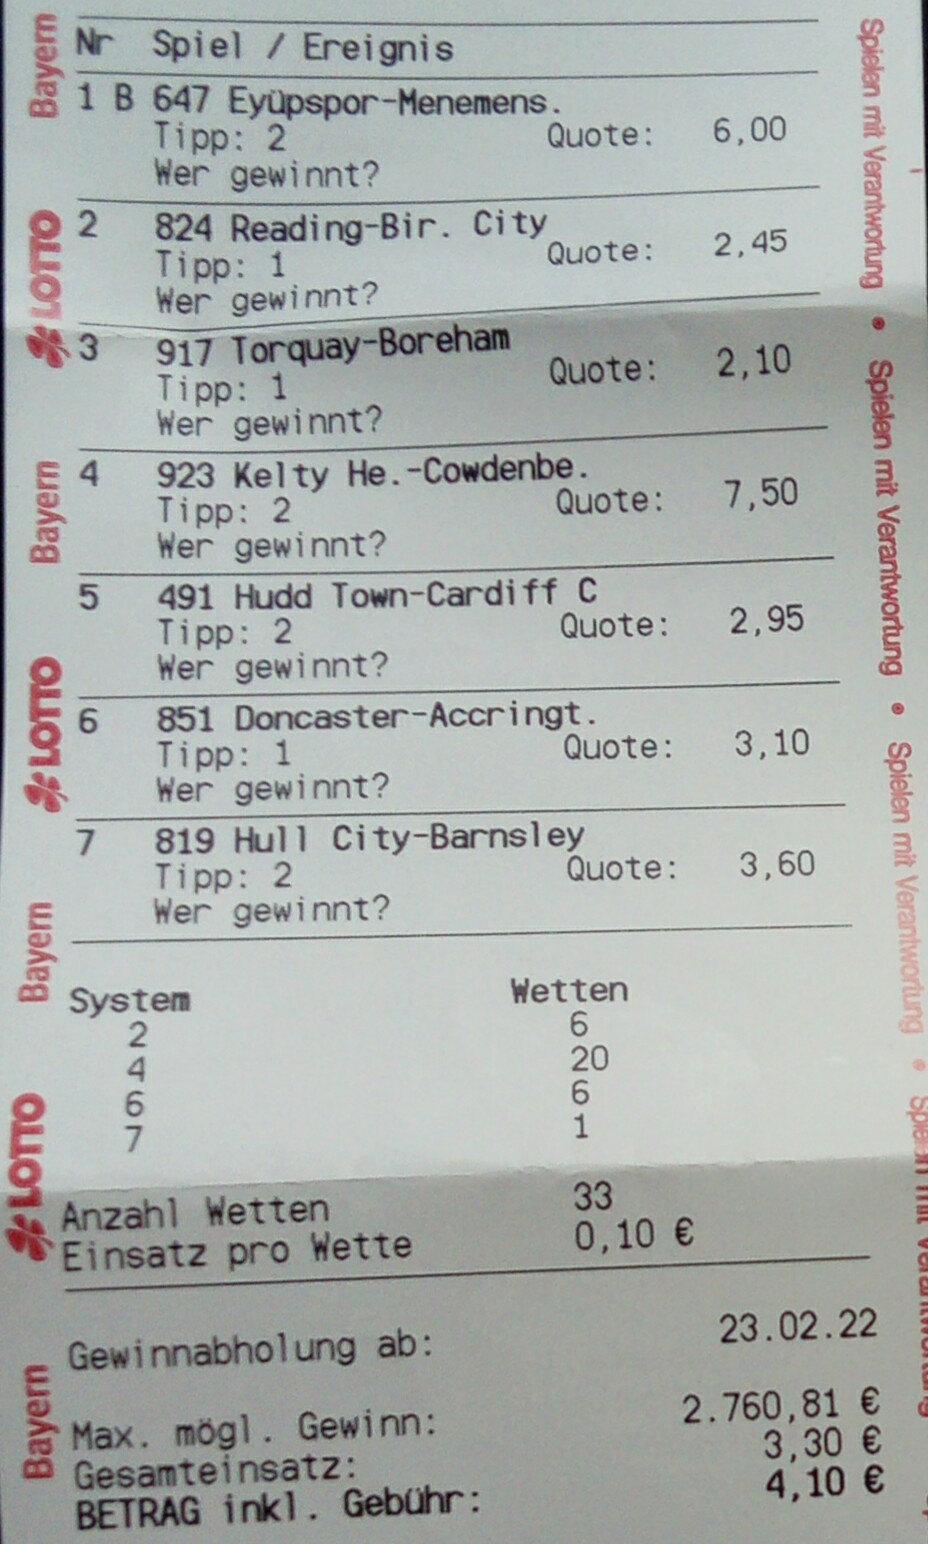 Nr Spiel / Ereignis
1 B 647 Eyüpspor-Menemens.
Tipp: 2 Quote: 6,00
Wer gewinnt?
2 824 Reading-Bir. City
Tipp: 1 Quote: 2,45
Wer gewinnt?
3 917 Torquay-Boreham
Tipp: 1 Quote: 2,10
Wer gewinnt?
4 923 Kelty He.-Cowdenbe.
Tipp: 2 Quote: 7,50
Wer gewinnt?
5 491 Hudd Town-Cardiff C
Tipp: 2 Quote: 2,95
Wer gewinnt?
6 851 Doncaster-Accringt.
Tipp: 1 Quote: 3,10
Wer gewinnt?
7 819 Hull City-Barnsley
Tipp: 2 Quote: 3,60
Wer gewinnt?
System Wetten
2 6
4 20
6 6
7 1
Anzahl Wetten 33
Einsatz pro Wette 0,10 €
Gewinnabholung ab: 23.02.22
Max. mögl. Gewinn: 2.760,81 €
Gesamteinsatz: 3,30 €
BETRAG inkl. Gebühr: 4,10 €
Bayern LOTTO Bayern LOTTO Bayern LOTTO Bayern
Spielen mit Verantwortung • Spielen mit Verantwortung • Spielen mit Verantwortung • Spielen mit Verantwortung